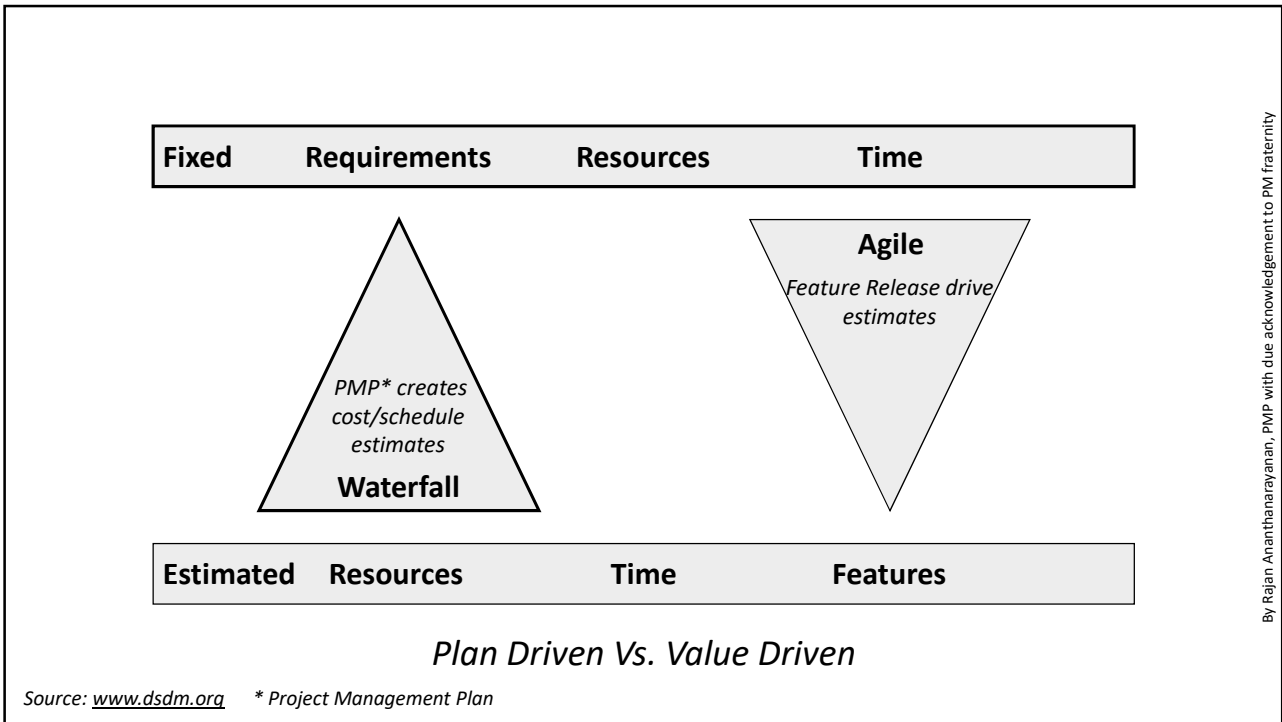 Fixed Requirements Resources Time
Agile
Feature Release drive
estimates
PMP* creates
cost/schedule
estimates
Waterfall
Estimated Resources Time Features
Plan Driven Vs. Value Driven
Source: www.dsdm.org * Project Management Plan
By Rajan Ananthanarayanan, PMP with due acknowledgement to PM fraternity